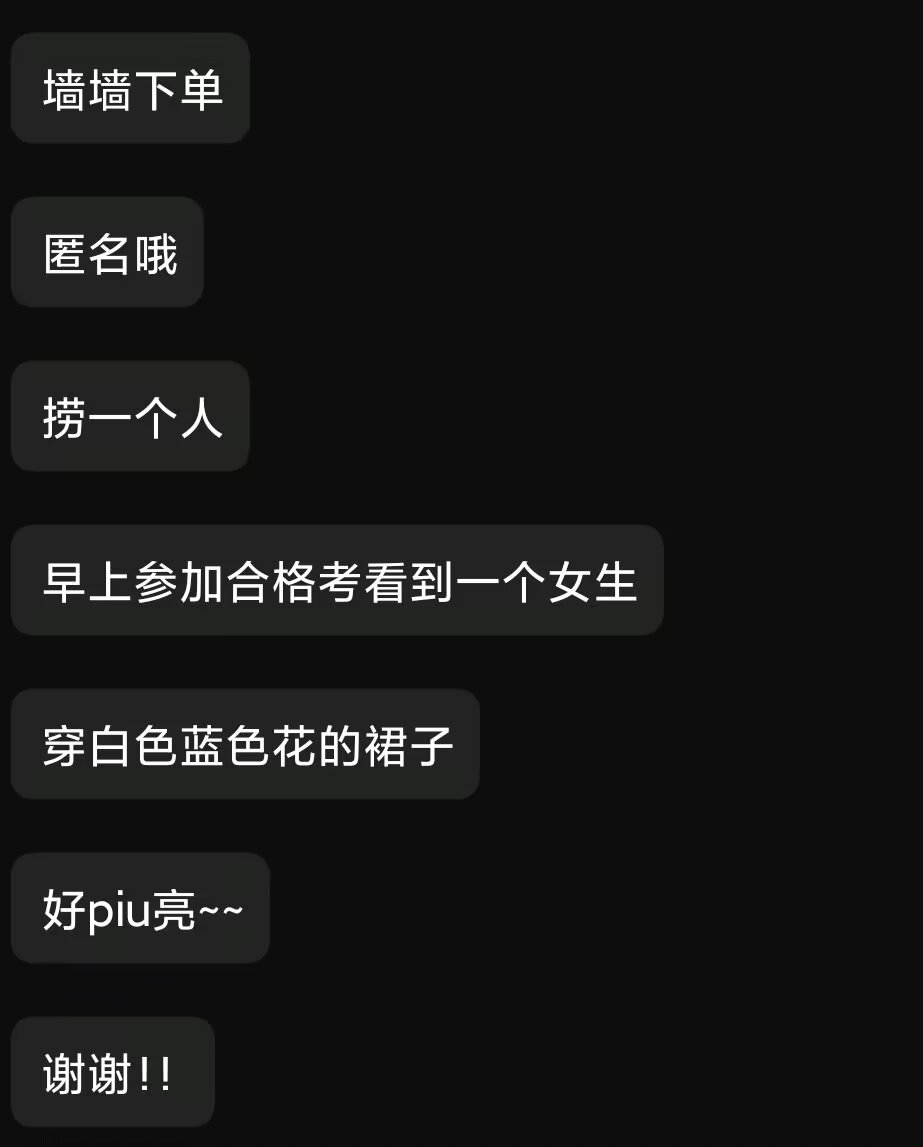 墙墙下单
匿名哦
捞一个人
早上参加合格考看到一个女生
穿白色蓝色花的裙子
好piu亮~~
谢谢!!